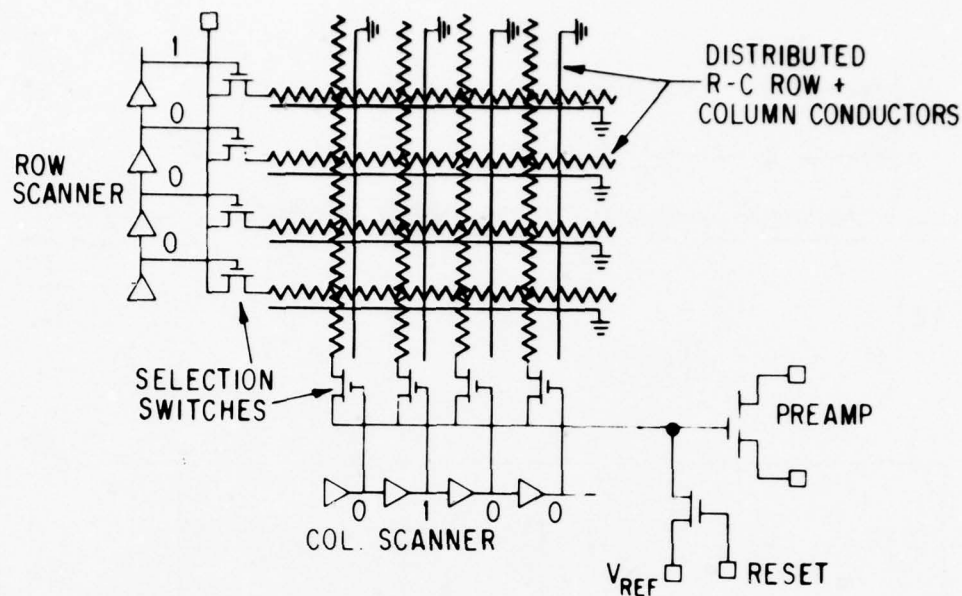 1
0
0
0
ROW
SCANNER
DISTRIBUTED
R-C ROW +
COLUMN CONDUCTORS
SELECTION
SWITCHES
PREAMP
0
1
0
0
COL. SCANNER
VREF
RESET